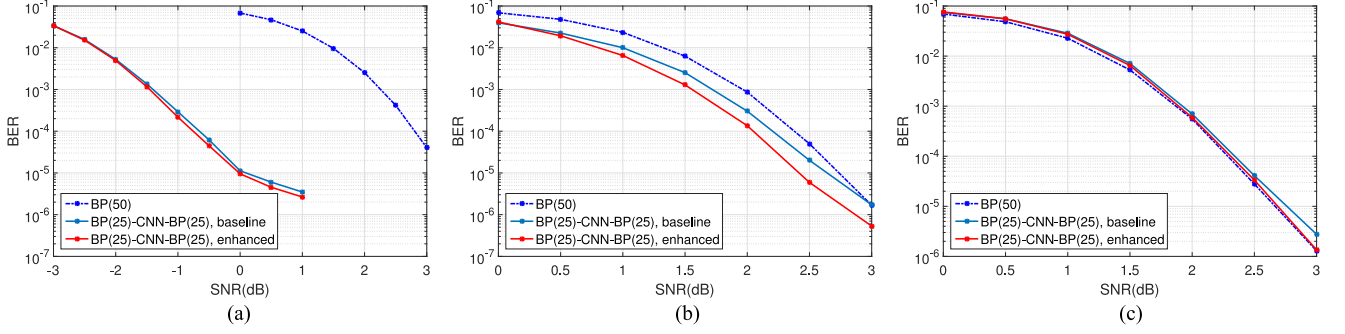 10^-1
10^-2
10^-3
10^-4
10^-5
10^-6
10^-7
BER
-3 -2 -1 0 1 2 3
SNR(dB)
BP(50)
BP(25)-CNN-BP(25), baseline
BP(25)-CNN-BP(25), enhanced
(a)
10^-1
10^-2
10^-3
10^-4
10^-5
10^-6
10^-7
BER
0 0.5 1 1.5 2 2.5 3
SNR(dB)
BP(50)
BP(25)-CNN-BP(25), baseline
BP(25)-CNN-BP(25), enhanced
(b)
10^-1
10^-2
10^-3
10^-4
10^-5
10^-6
BER
0 0.5 1 1.5 2 2.5 3
SNR(dB)
BP(50)
BP(25)-CNN-BP(25), baseline
BP(25)-CNN-BP(25), enhanced
(c)